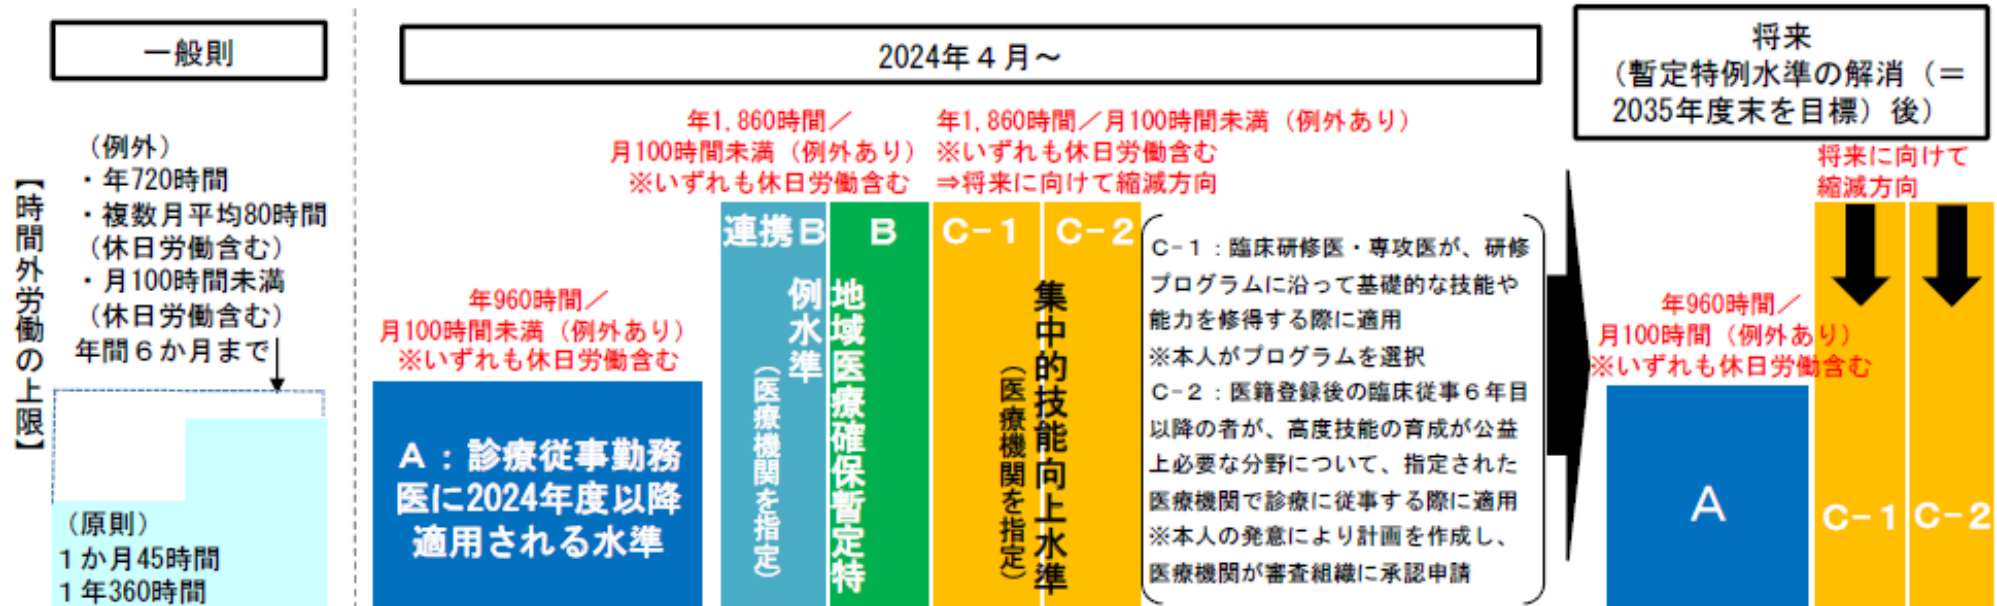 一般則
2024年４月～
将来
（暫定特例水準の解消（＝
2035年度末を目標）後）
【時間外労働の上限】
（例外）
・年720時間
・複数月平均80時間
（休日労働含む）
・月100時間未満
（休日労働含む）
年間６か月まで
（原則）
１か月45時間
１年360時間
年960時間／
月100時間未満（例外あり）
※いずれも休日労働含む
Ａ：診療従事勤務
医に2024年度以降
適用される水準
年1,860時間／
月100時間未満（例外あり）
※いずれも休日労働含む
連携Ｂ
Ｂ
地域医療確保暫定特
例水準
（医療機関を指定）
年1,860時間／月100時間未満（例外あり）
※いずれも休日労働含む
⇒将来に向けて縮減方向
Ｃ－１
Ｃ－２
集中的技能向上水準
（医療機関を指定）
Ｃ－１：臨床研修医・専攻医が、研修
プログラムに沿って基礎的な技能や
能力を修得する際に適用
※本人がプログラムを選択
Ｃ－２：医籍登録後の臨床従事６年目
以降の者が、高度技能の育成が公益
上必要な分野について、指定された
医療機関で診療に従事する際に適用
※本人の発意により計画を作成し、
医療機関が審査組織に承認申請
将来に向けて
縮減方向
年960時間／
月100時間（例外あり）
※いずれも休日労働含む
Ａ
Ｃ－１
Ｃ－２